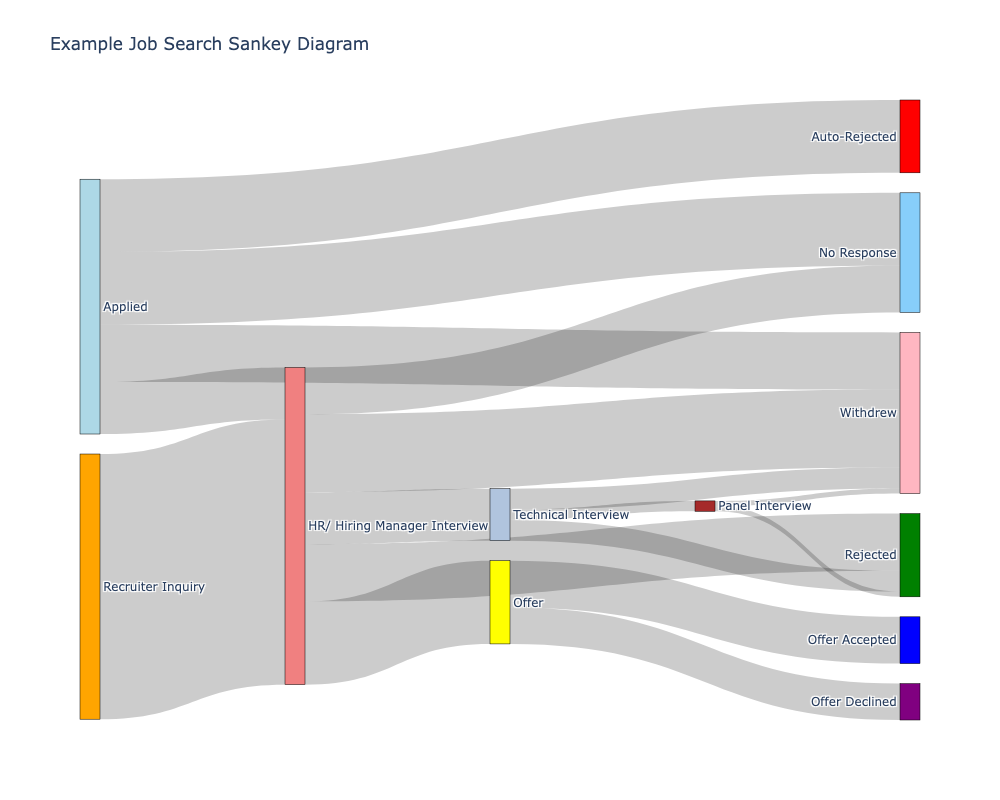 Example Job Search Sankey Diagram
Auto-Rejected
No Response
Applied
Withdrew
Panel Interview
Technical Interview
HR/ Hiring Manager Interview
Rejected
Recruiter Inquiry
Offer
Offer Accepted
Offer Declined